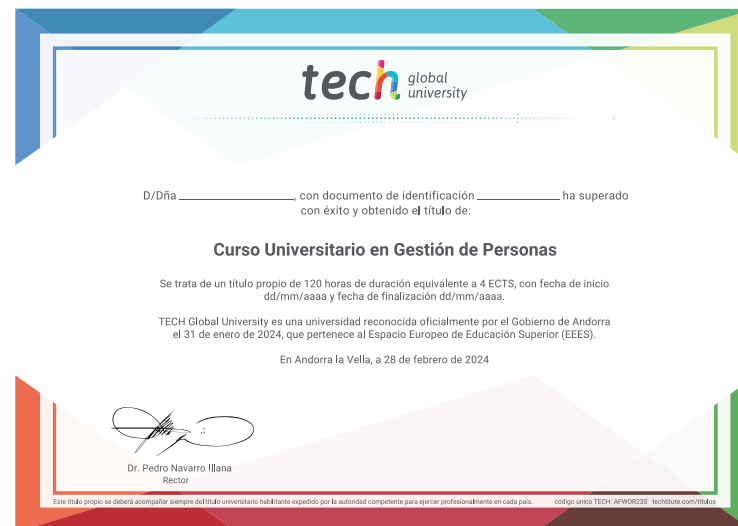 tech global university
D/Dña ____________________, con documento de identificación ______________ ha superado
con éxito y obtenido el título de:
Curso Universitario en Gestión de Personas
Se trata de un título propio de 120 horas de duración equivalente a 4 ECTS, con fecha de inicio
dd/mm/aaaa y fecha de finalización dd/mm/aaaa.
TECH Global University es una universidad reconocida oficialmente por el Gobierno de Andorra
el 31 de enero de 2024, que pertenece al Espacio Europeo de Educación Superior (EEES).
En Andorra la Vella, a 28 de febrero de 2024
Dr. Pedro Navarro Illana
Rector
Este título propio se deberá acompañar siempre del título universitario habilitante expedido por la autoridad competente para ejercer profesionalmente en cada país. código único TECH: AFWOR23S techtitute.com/titulos